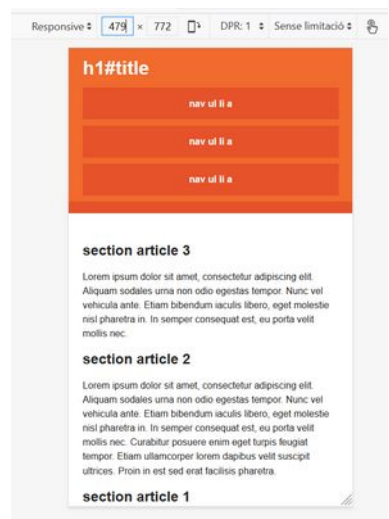 Responsive 479 × 772 DPR: 1 Sense limitació
h1#title
nav ul li a
nav ul li a
nav ul li a
section article 3
Lorem ipsum dolor sit amet, consectetur adipiscing elit.
Aliquam sodales urna non odio egestas tempor. Nunc vel
vehicula ante. Etiam bibendum iaculis libero, eget molestie
nisl pharetra in. In semper consequat est, eu porta velit
mollis nec.
section article 2
Lorem ipsum dolor sit amet, consectetur adipiscing elit.
Aliquam sodales urna non odio egestas tempor. Nunc vel
vehicula ante. Etiam bibendum iaculis libero, eget molestie
nisl pharetra in. In semper consequat est, eu porta velit
mollis nec. Curabitur posuere enim eget turpis feugiat
tempor. Etiam ullamcorper lorem dapibus velit suscipit
ultrices. Proin in est sed erat facilisis pharetra.
section article 1